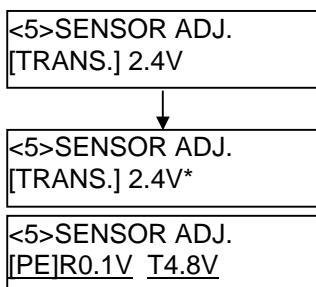 <5>SENSOR ADJ.
[TRANS.] 2.4V
<5>SENSOR ADJ.
[TRANS.] 2.4V*
<5>SENSOR ADJ.
[PE]R0.1V T4.8V